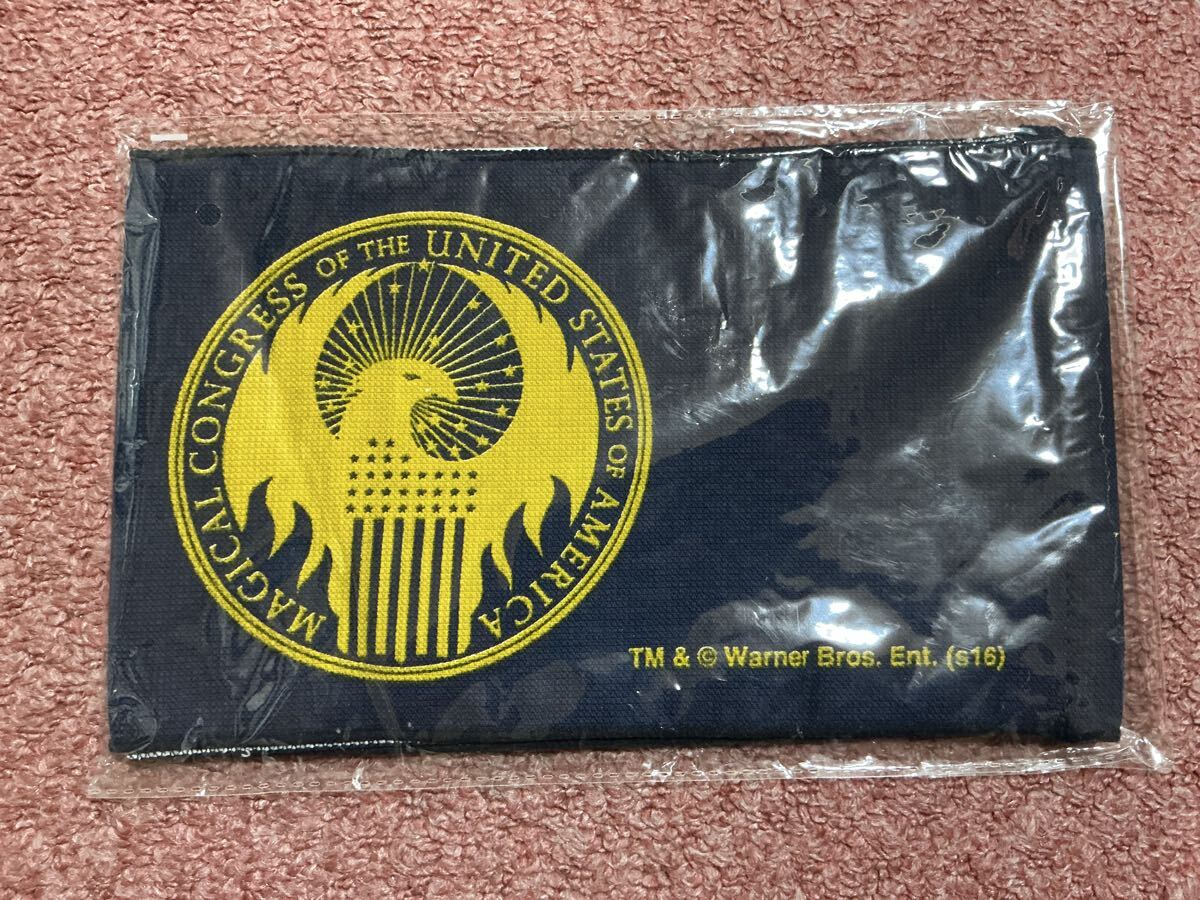 MAGICAL CONGRESS OF THE UNITED STATES OF AMERICA
TM & © Warner Bros. Ent. (s16)